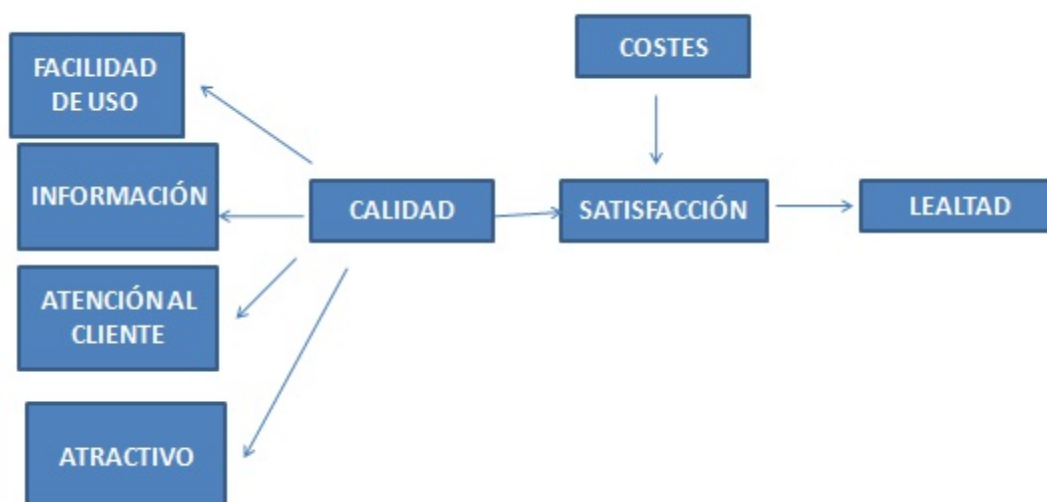 FACILIDAD
DE USO
INFORMACIÓN
ATENCIÓN AL
CLIENTE
ATRACTIVO
CALIDAD
COSTES
SATISFACCIÓN
LEALTAD